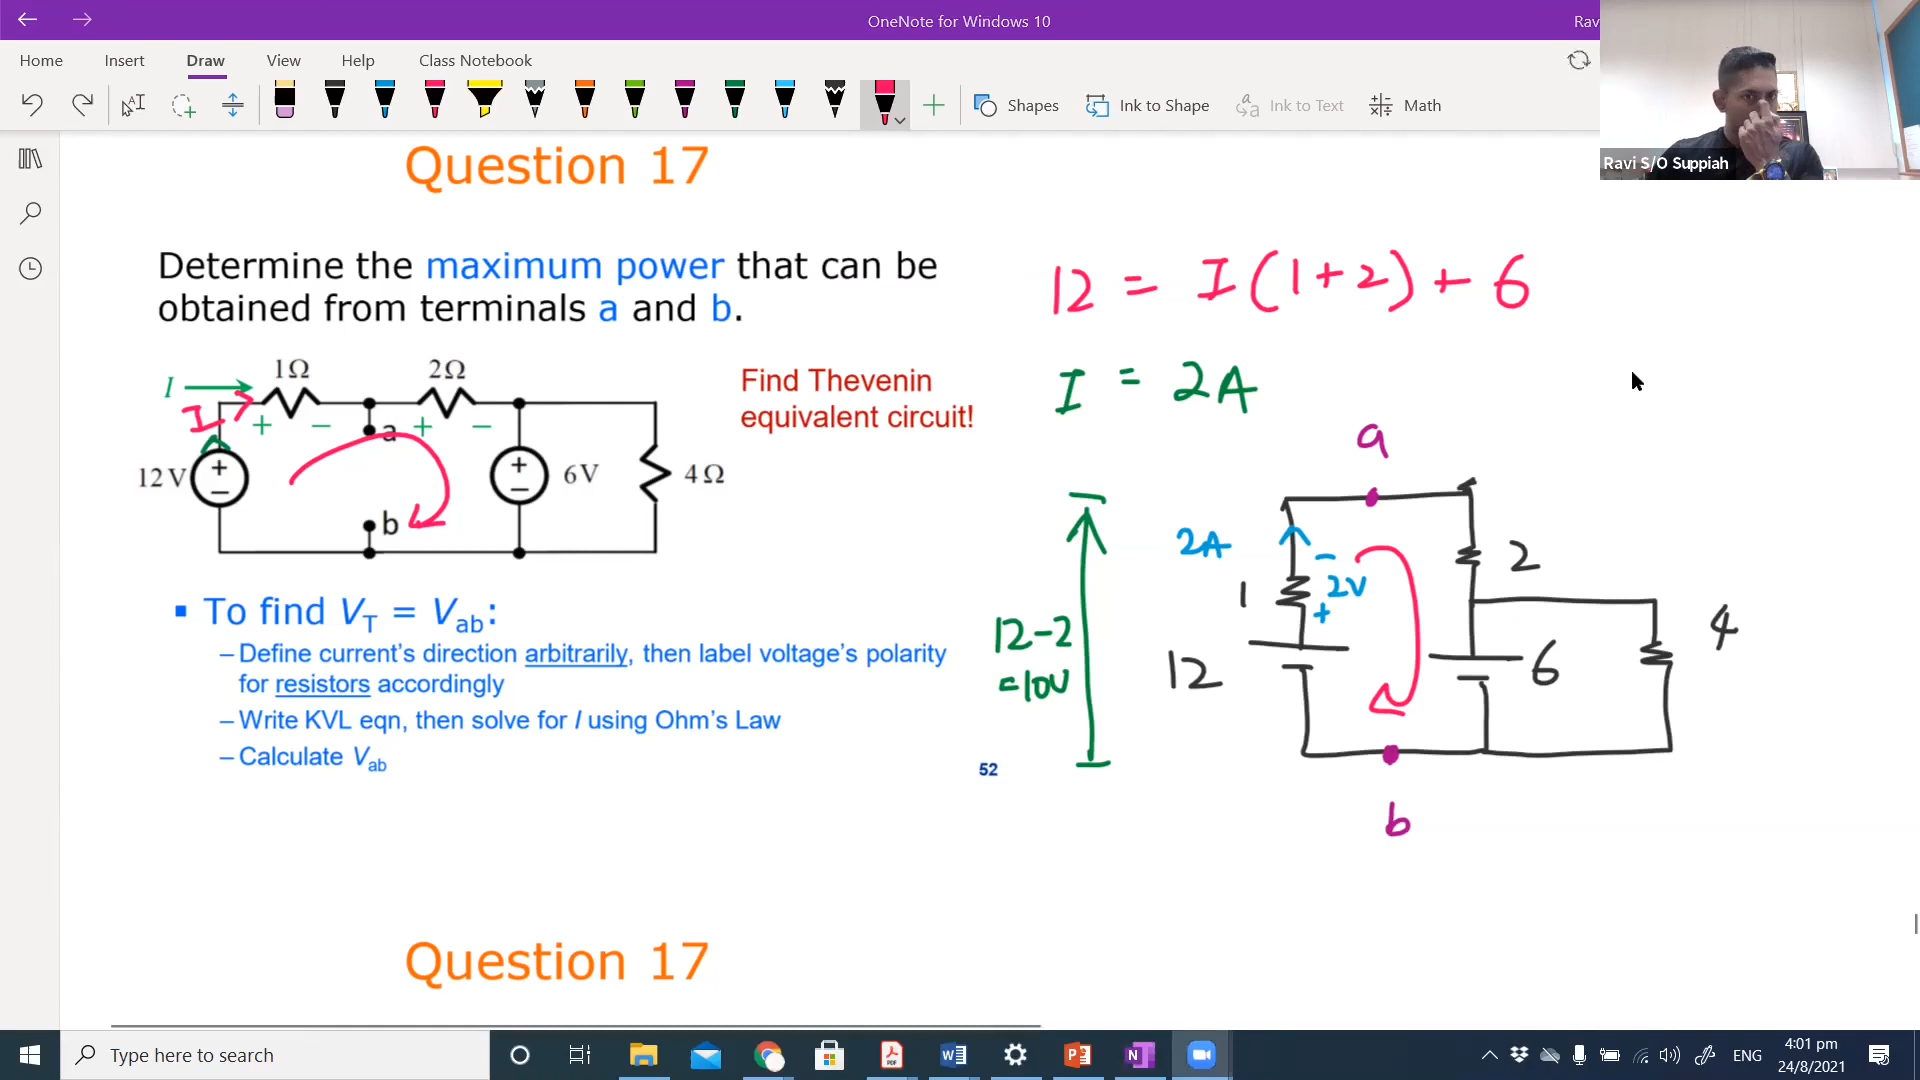 OneNote for Windows 10
Rav
Home Insert Draw View Help Class Notebook
Shapes Ink to Shape Ink to Text Math
Ravi S/O Suppiah
Question 17
Determine the maximum power that can be
obtained from terminals a and b.
I
1Ω
2Ω
I
+ − + −
a
12V
+
−
+
−
6V
4Ω
b
Find Thevenin
equivalent circuit!
▪ To find VT = Vab:
– Define current's direction arbitrarily, then label voltage's polarity
for resistors accordingly
– Write KVL eqn, then solve for I using Ohm's Law
– Calculate Vab
52
12 = I(1+2) + 6
I = 2A
a
2A
−
2V
+
1
2
12-2
=10V
12
6
4
b
Question 17
Type here to search
ENG
4:01 pm
24/8/2021